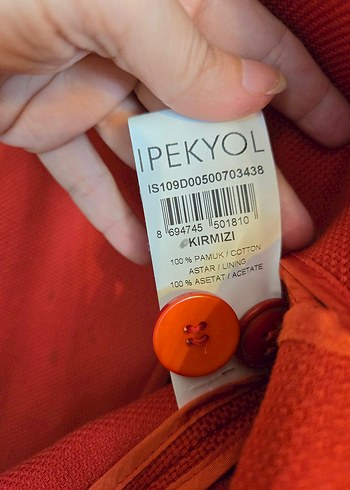 IPEKYOL
IS109D00500703438
8 694745 501810
KIRMIZI
100 % PAMUK / COTTON
ASTAR / LINING
100 % ASETAT / ACETATE